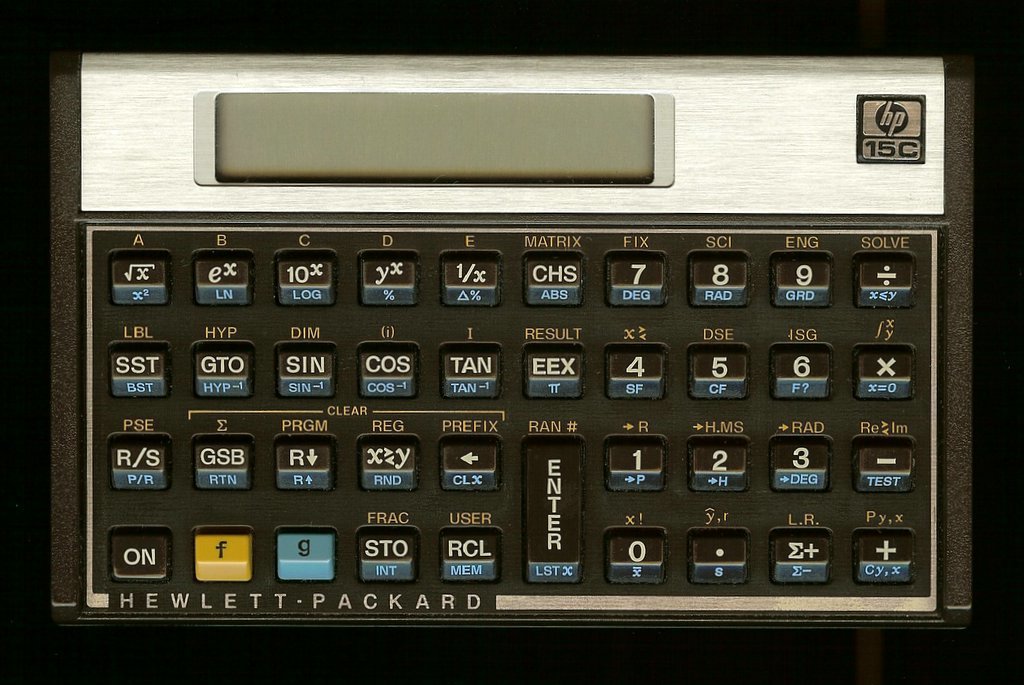 hp
15C
A B C D E MATRIX FIX SCI ENG SOLVE
√x eˣ 10ˣ yˣ 1/x CHS 7 8 9 ÷
x² LN LOG % Δ% ABS DEG RAD GRD x≤y
LBL HYP DIM (i) I RESULT x≷ DSE ISG ∫xy
SST GTO SIN COS TAN EEX 4 5 6 ×
BST HYP⁻¹ SIN⁻¹ COS⁻¹ TAN⁻¹ π SF CF F? x=0
CLEAR
PSE Σ PRGM REG PREFIX RAN # →R →H.MS →RAD Re≷Im
R/S GSB R↓ x≷y ← ENTER 1 2 3 −
P/R RTN R↑ RND CLx →P →H →DEG TEST
FRAC USER x! ŷ,r L.R. Py,x
ON f g STO RCL 0 · Σ+ +
INT MEM LSTx x̄ s Σ− Cy,x
HEWLETT·PACKARD